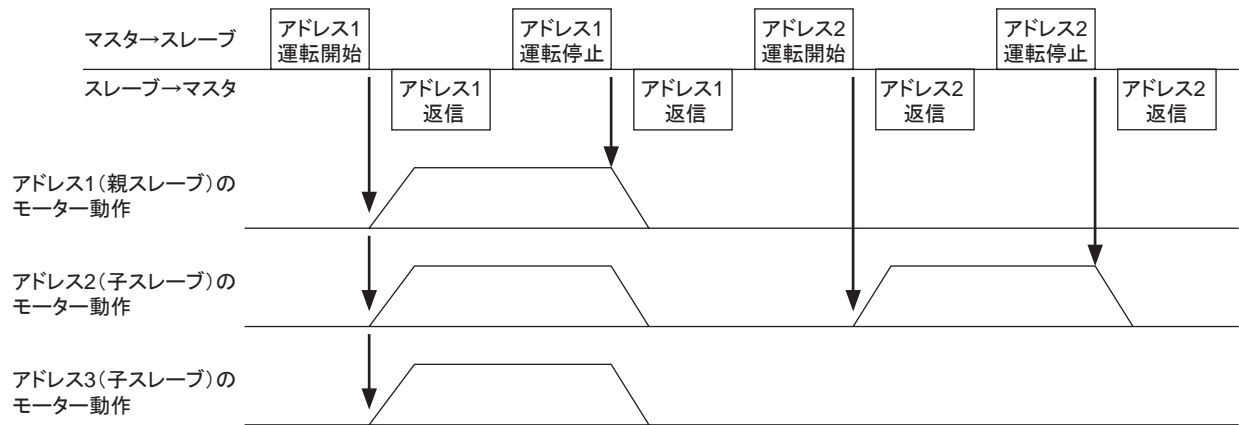 マスタ→スレーブ
アドレス1
運転開始
アドレス1
運転停止
アドレス2
運転開始
アドレス2
運転停止
スレーブ→マスタ
アドレス1
返信
アドレス1
返信
アドレス2
返信
アドレス2
返信
アドレス1（親スレーブ）の
モーター動作
アドレス2（子スレーブ）の
モーター動作
アドレス3（子スレーブ）の
モーター動作